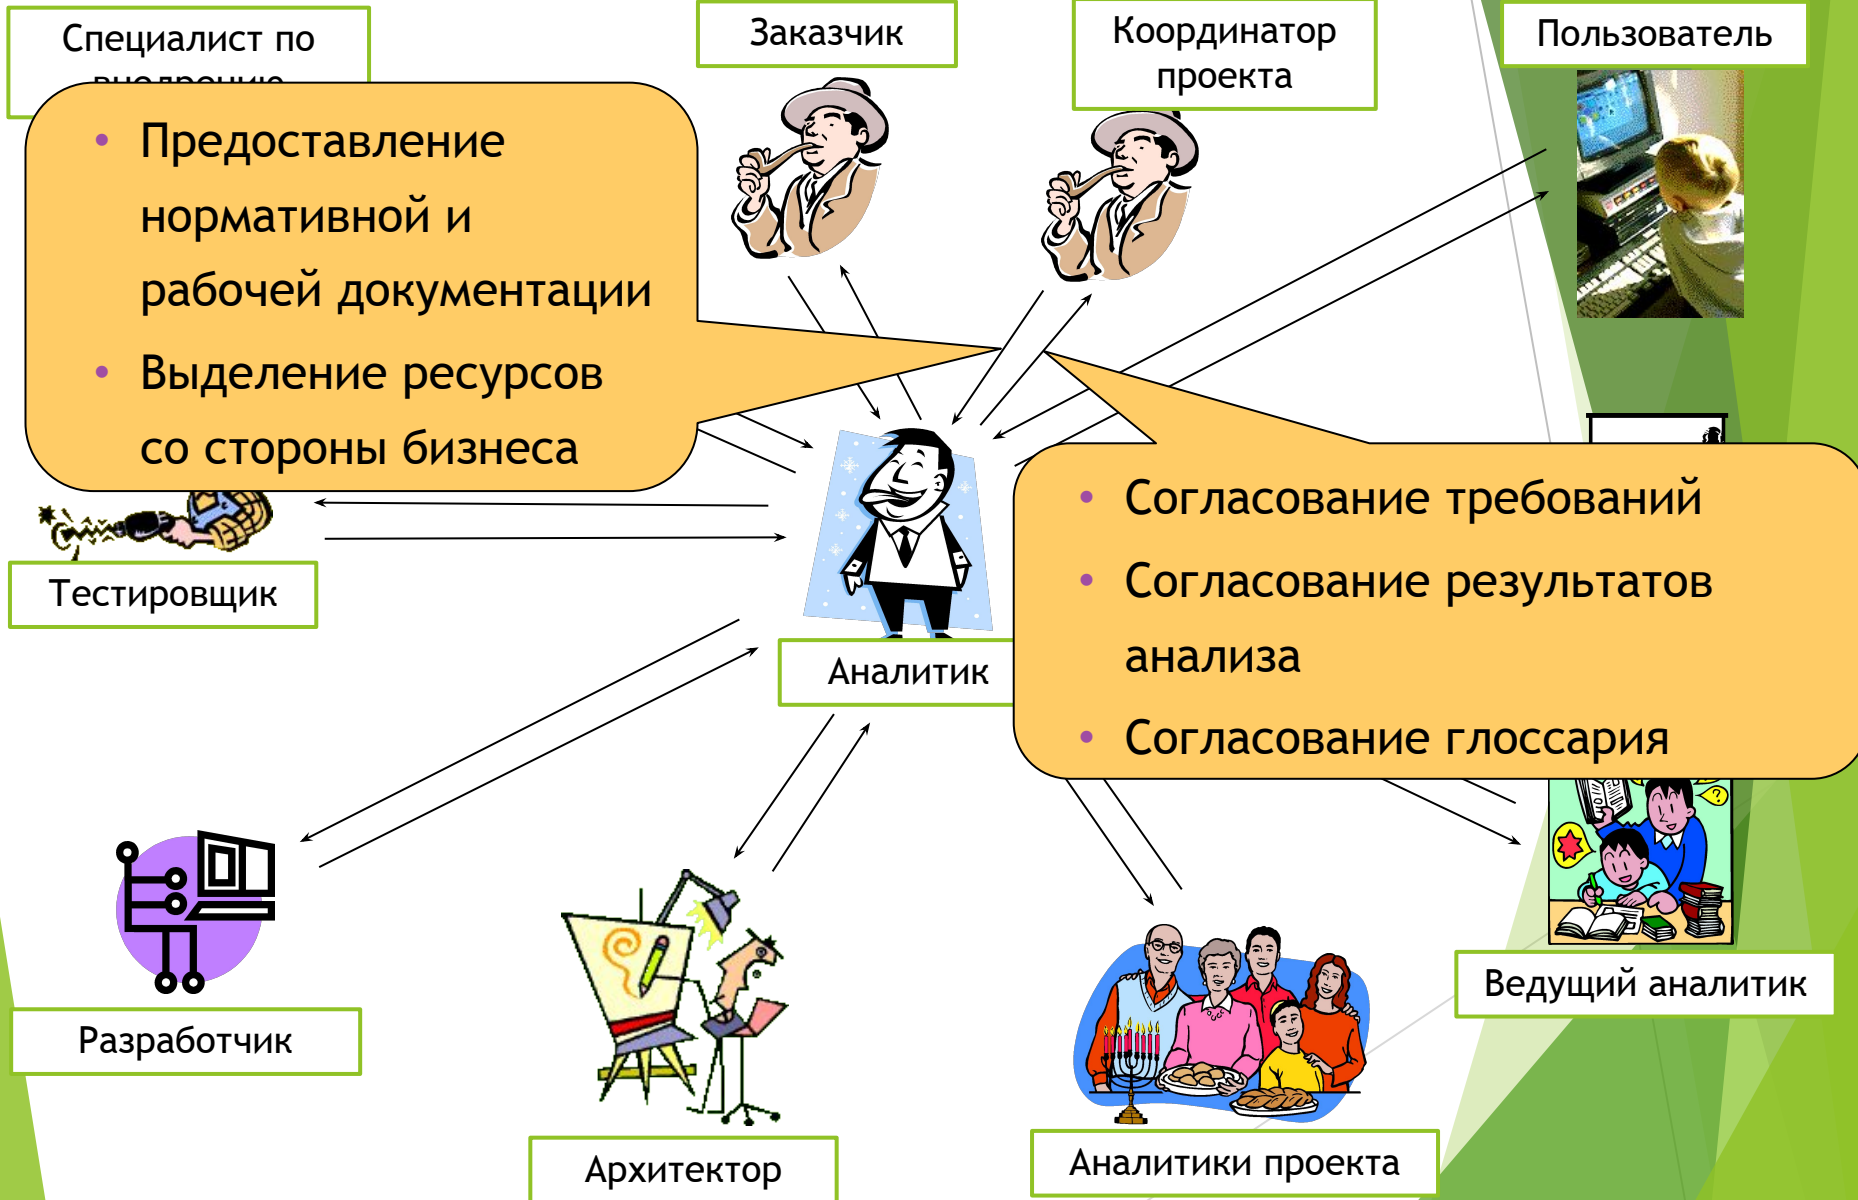 Специалист по
Заказчик
Координатор
проекта
Пользователь
• Предоставление
нормативной и
рабочей документации
• Выделение ресурсов
со стороны бизнеса
• Согласование требований
• Согласование результатов
анализа
• Согласование глоссария
Тестировщик
Аналитик
Разработчик
Ведущий аналитик
Архитектор
Аналитики проекта